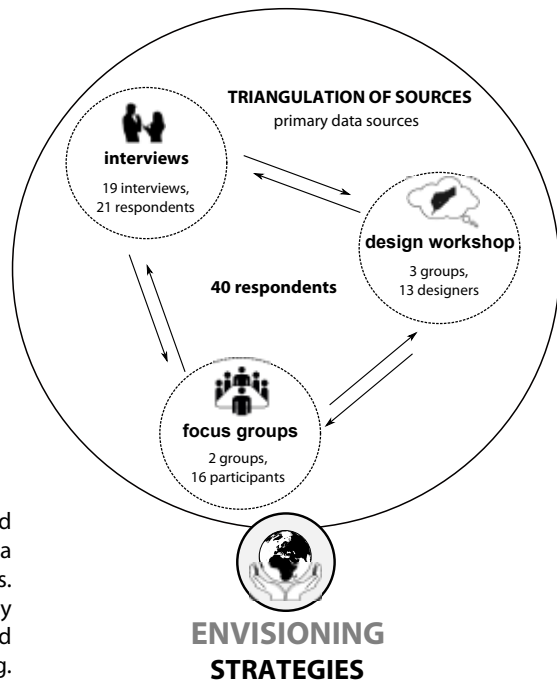 TRIANGULATION OF SOURCES
primary data sources
interviews
19 interviews,
21 respondents
design workshop
3 groups,
13 designers
40 respondents
focus groups
2 groups,
16 participants
d
a
s.
y
d
g.
ENVISIONING
STRATEGIES